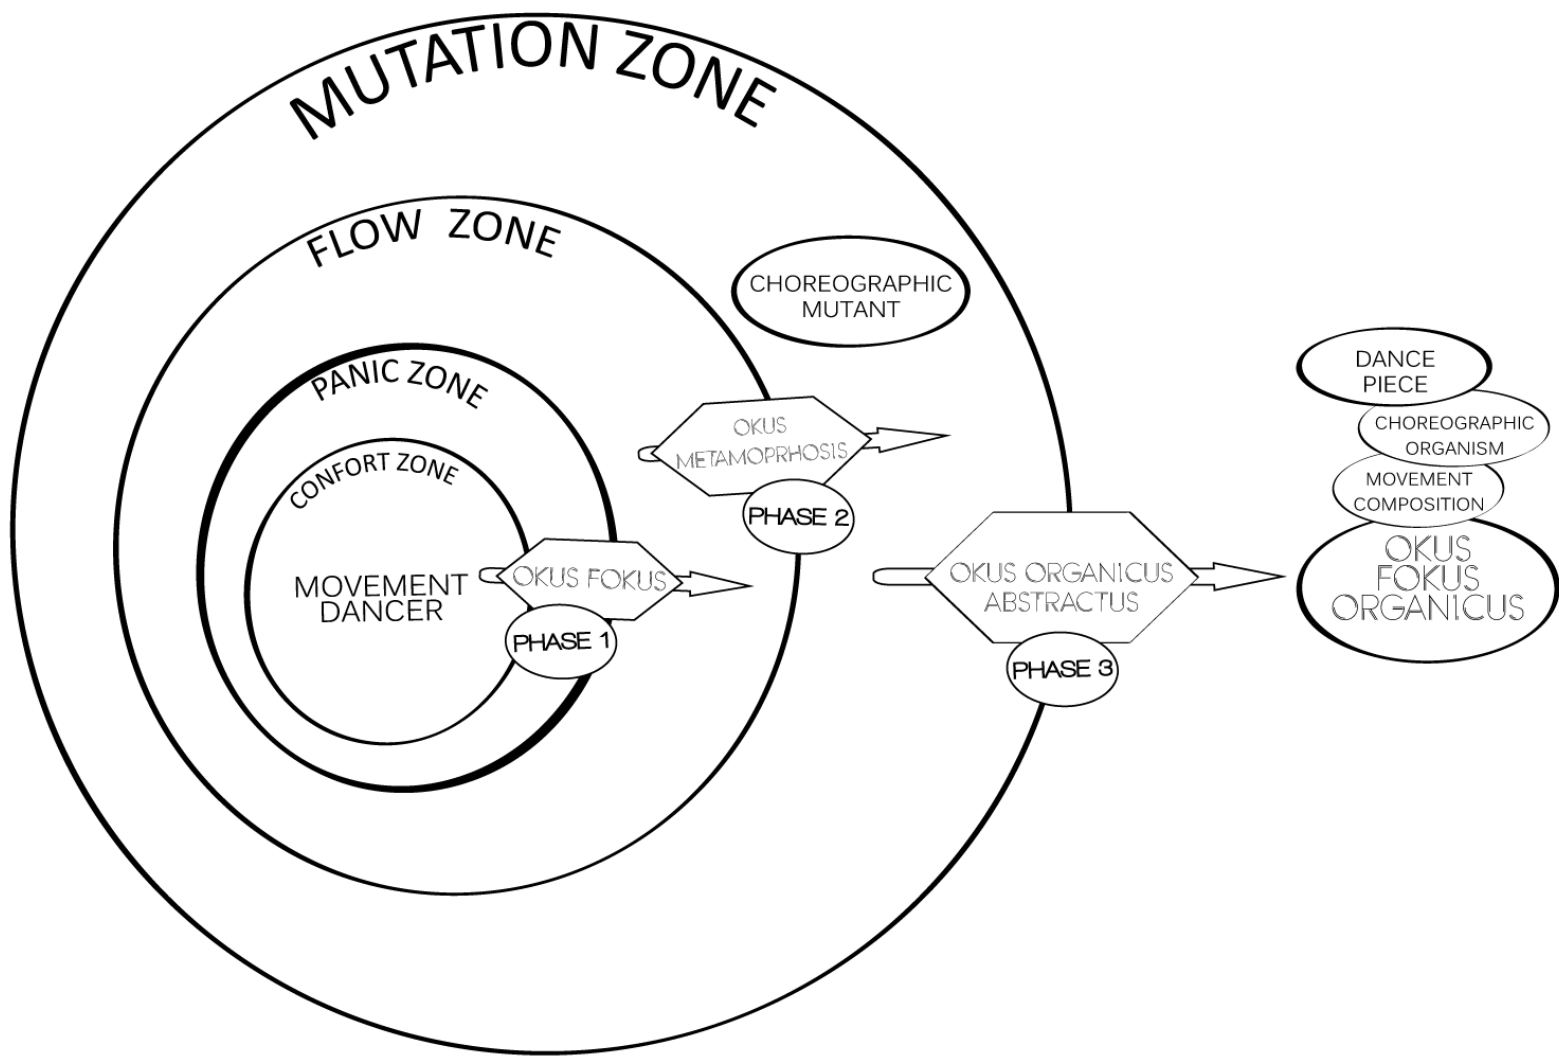 MUTATION ZONE
FLOW ZONE
CHOREOGRAPHIC
MUTANT
PANIC ZONE
CONFORT ZONE
MOVEMENT
DANCER
OKUS FOKUS
PHASE 1
OKUS
METAMOPRHOSIS
PHASE 2
OKUS ORGANICUS
ABSTRACTUS
PHASE 3
DANCE
PIECE
CHOREOGRAPHIC
ORGANISM
MOVEMENT
COMPOSITION
OKUS
FOKUS
ORGANICUS